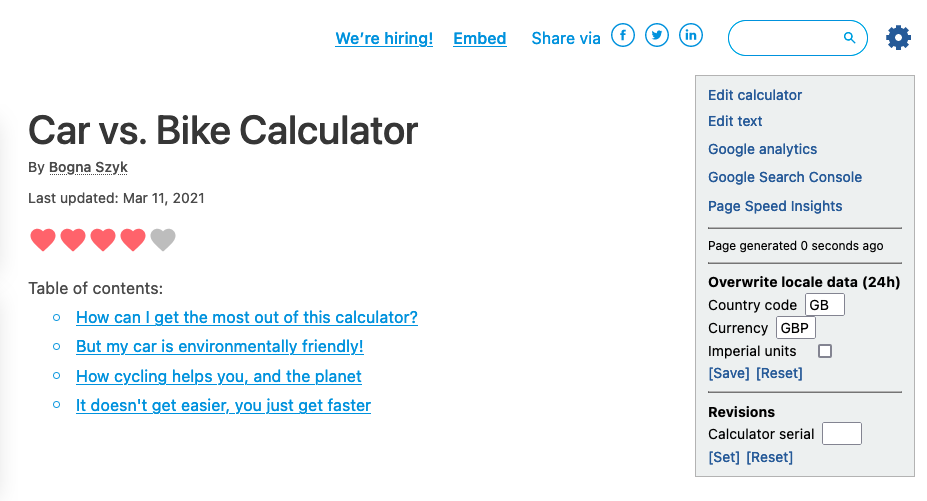 We're hiring! Embed Share via
Car vs. Bike Calculator
By Bogna Szyk
Last updated: Mar 11, 2021
Table of contents:
How can I get the most out of this calculator?
But my car is environmentally friendly!
How cycling helps you, and the planet
It doesn't get easier, you just get faster
Edit calculator
Edit text
Google analytics
Google Search Console
Page Speed Insights
Page generated 0 seconds ago
Overwrite locale data (24h)
Country code GB
Currency GBP
Imperial units
[Save] [Reset]
Revisions
Calculator serial
[Set] [Reset]